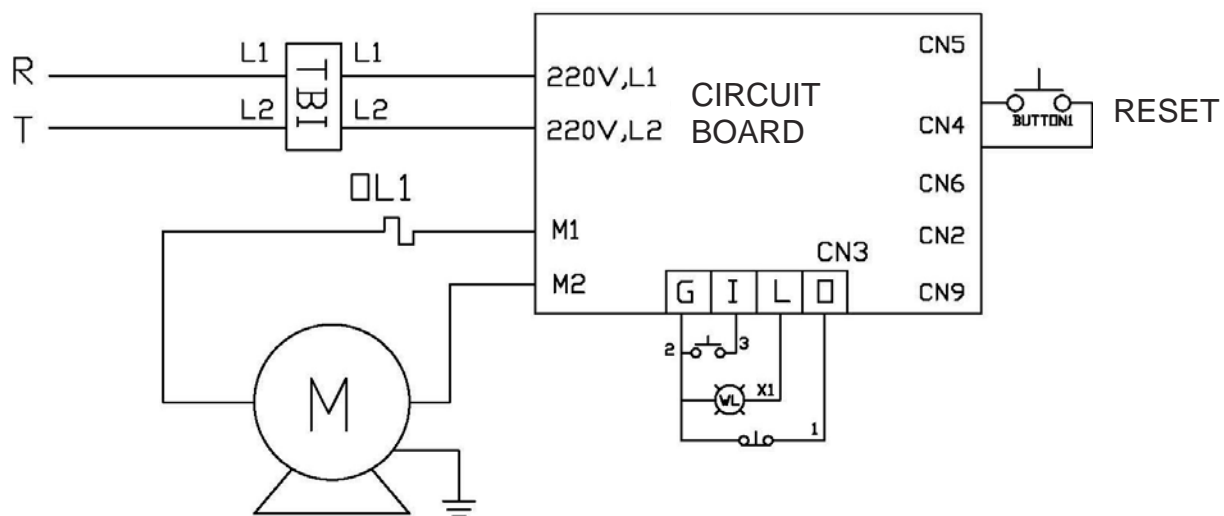 R
T
L1
L2
TBI
L1
L2
220V,L1
220V,L2
CIRCUIT
BOARD
CN5
CN4
CN6
CN2
CN9
BUTTON1
RESET
OL1
M1
M2
CN3
G I L O
2
3
WL
X1
1
M